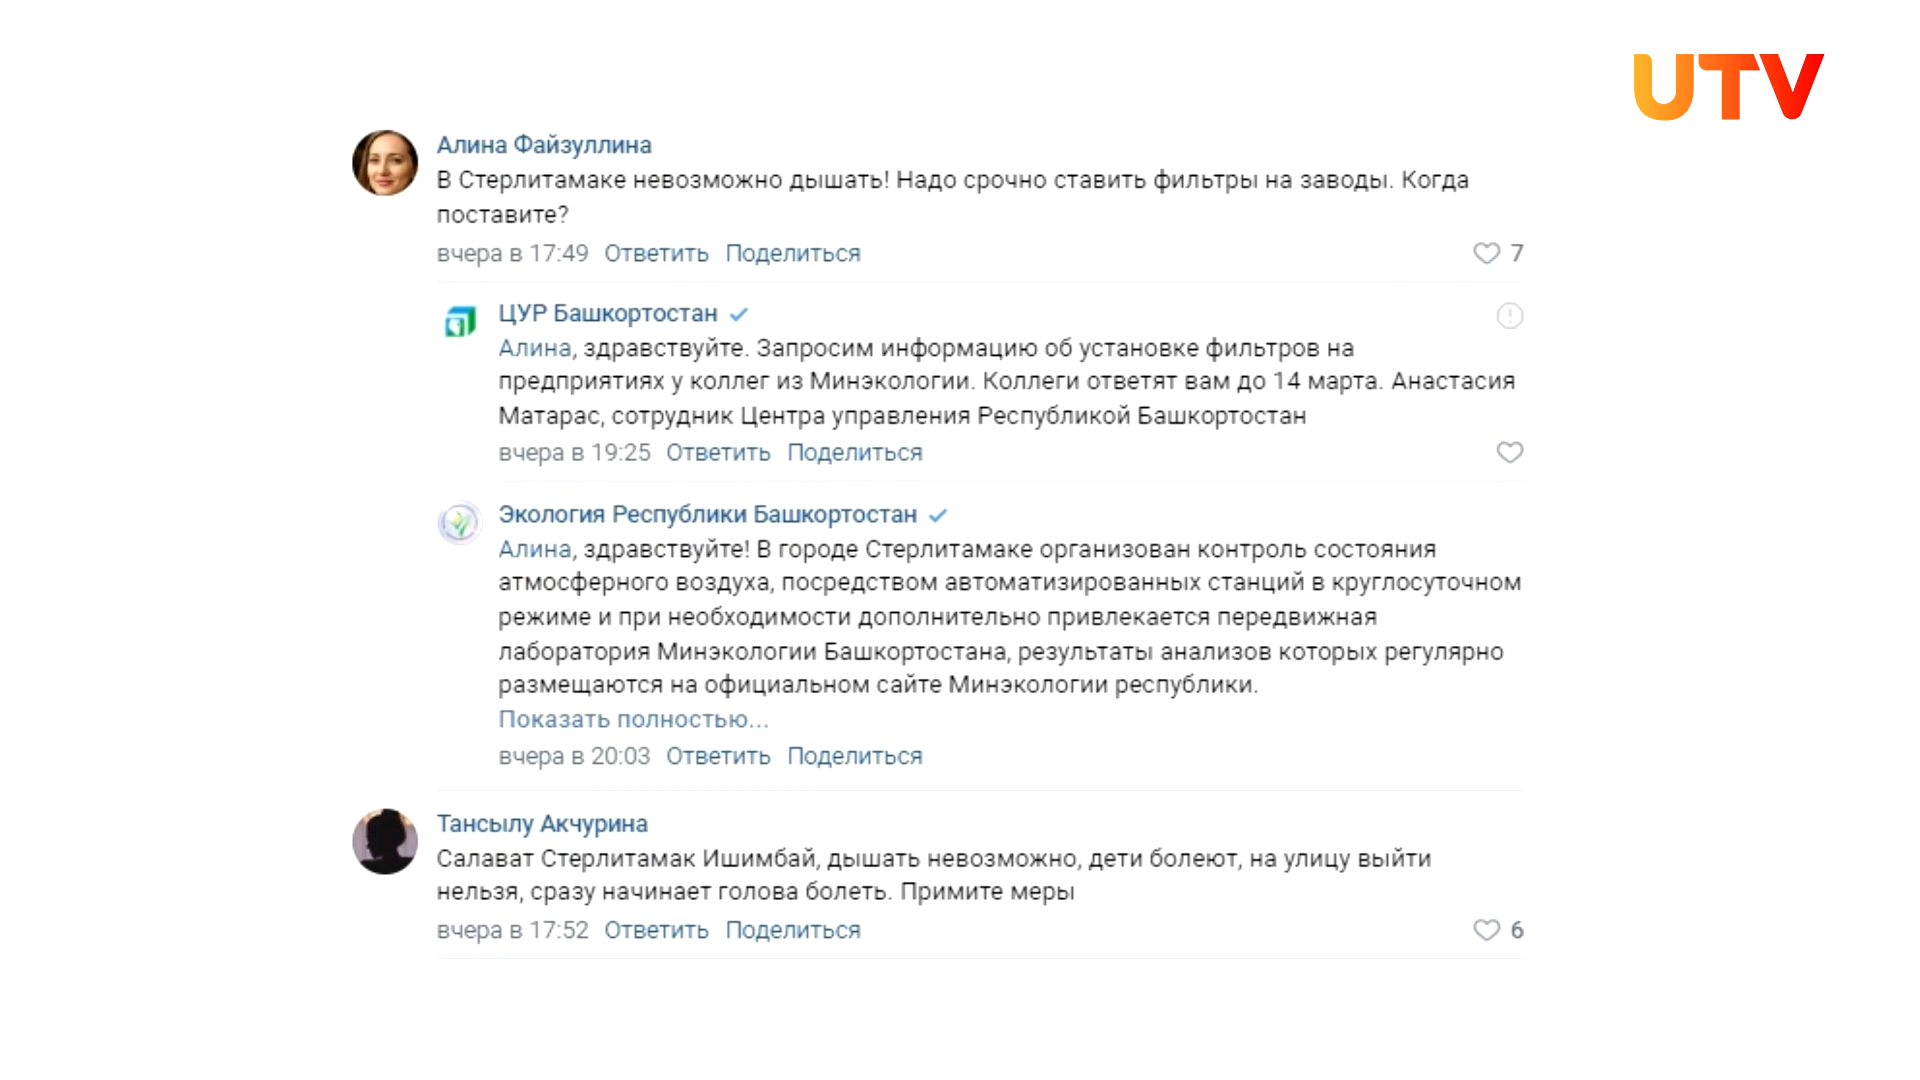 UTV
Алина Файзуллина
В Стерлитамаке невозможно дышать! Надо срочно ставить фильтры на заводы. Когда
поставите?
вчера в 17:49 Ответить Поделиться 7
ЦУР Башкортостан
Алина, здравствуйте. Запросим информацию об установке фильтров на
предприятиях у коллег из Минэкологии. Коллеги ответят вам до 14 марта. Анастасия
Матарас, сотрудник Центра управления Республикой Башкортостан
вчера в 19:25 Ответить Поделиться
Экология Республики Башкортостан
Алина, здравствуйте! В городе Стерлитамаке организован контроль состояния
атмосферного воздуха, посредством автоматизированных станций в круглосуточном
режиме и при необходимости дополнительно привлекается передвижная
лаборатория Минэкологии Башкортостана, результаты анализов которых регулярно
размещаются на официальном сайте Минэкологии республики.
Показать полностью...
вчера в 20:03 Ответить Поделиться
Тансылу Акчурина
Салават Стерлитамак Ишимбай, дышать невозможно, дети болеют, на улицу выйти
нельзя, сразу начинает голова болеть. Примите меры
вчера в 17:52 Ответить Поделиться 6